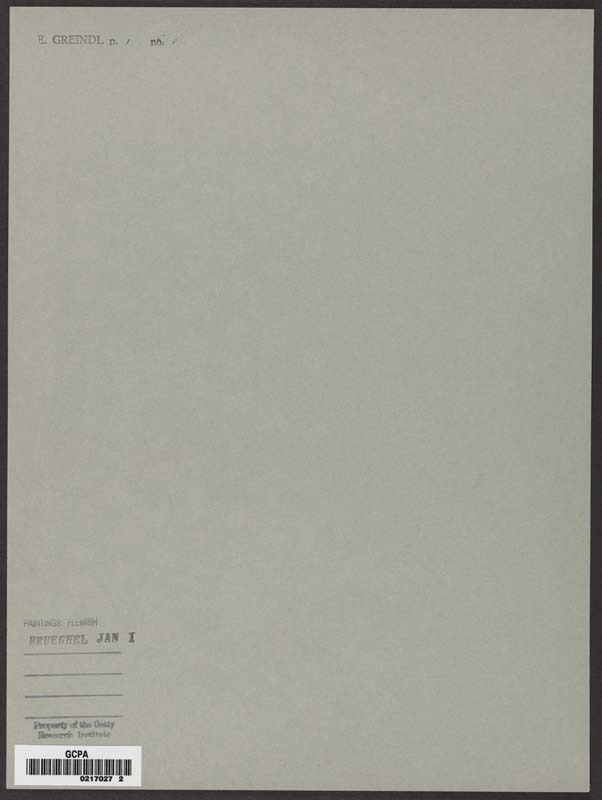 E. GREINDL p. / no. /
PAINTINGS: FLEMISH
BRUEGHEL JAN I
Property of the Getty
Research Institute
GCPA
0217027 2